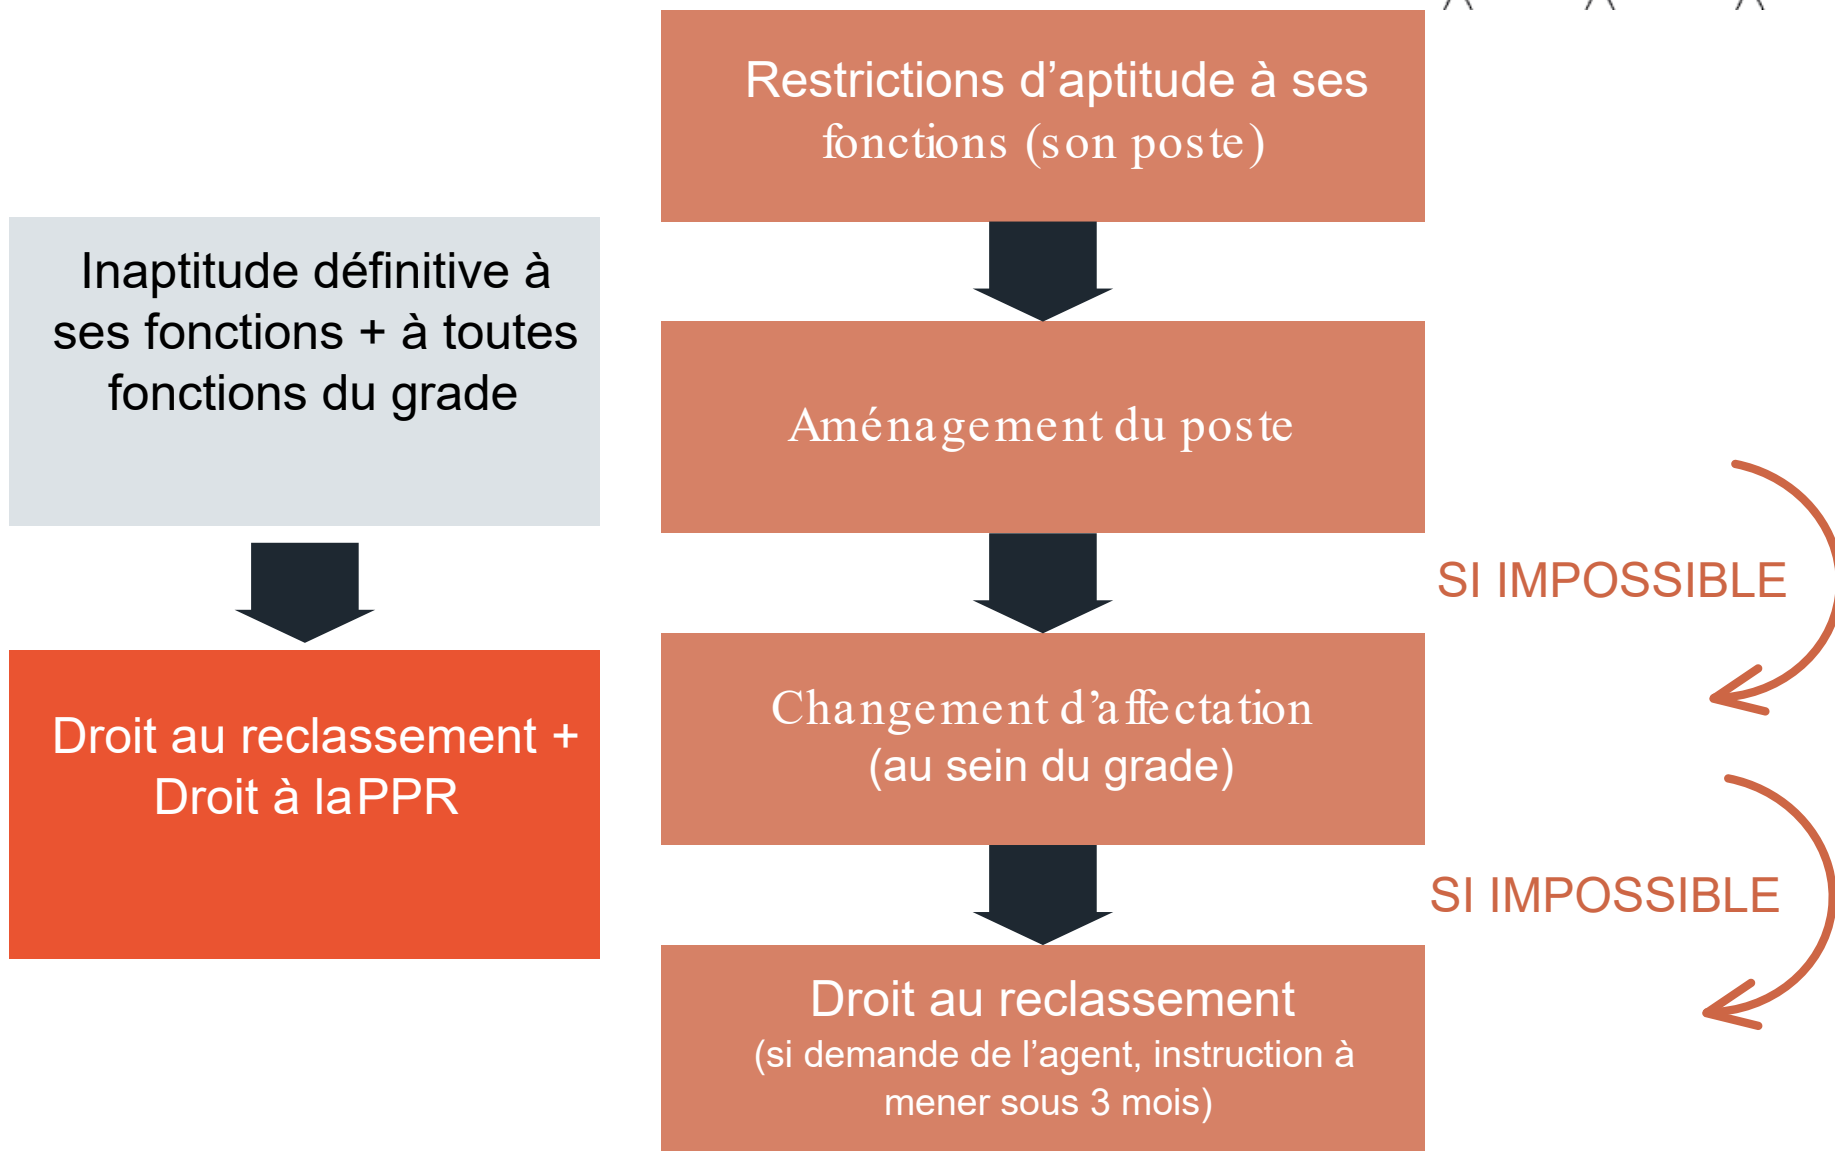 Restrictions d’aptitude à ses
fonctions (son poste)
Inaptitude définitive à
ses fonctions + à toutes
fonctions du grade
Aménagement du poste
SI IMPOSSIBLE
Droit au reclassement +
Droit à la PPR
Changement d’affectation
(au sein du grade)
SI IMPOSSIBLE
Droit au reclassement
(si demande de l’agent, instruction à
mener sous 3 mois)